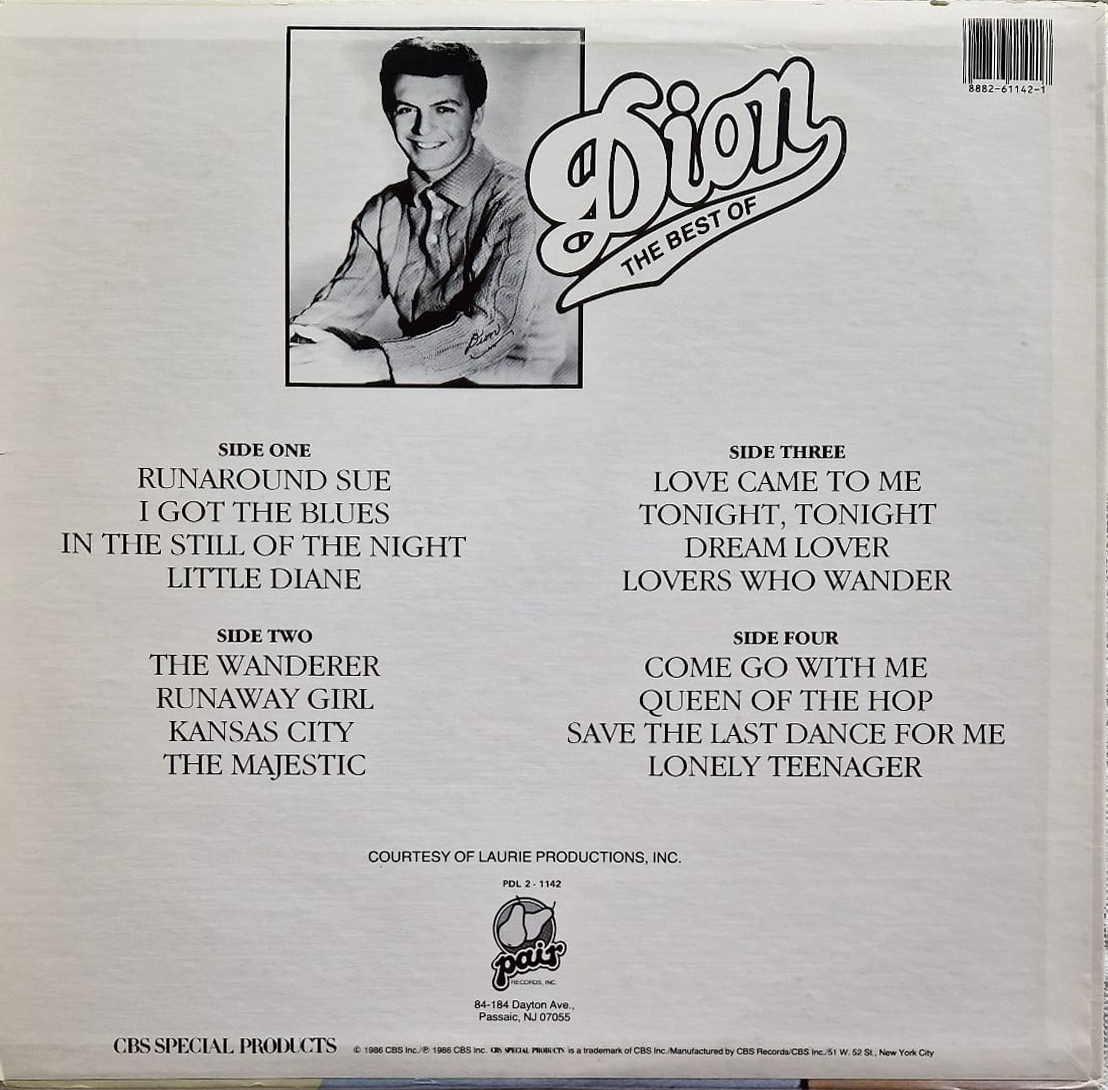 8882-61142-1
Dion
THE BEST OF
Dion
SIDE ONE
RUNAROUND SUE
I GOT THE BLUES
IN THE STILL OF THE NIGHT
LITTLE DIANE
SIDE TWO
THE WANDERER
RUNAWAY GIRL
KANSAS CITY
THE MAJESTIC
SIDE THREE
LOVE CAME TO ME
TONIGHT, TONIGHT
DREAM LOVER
LOVERS WHO WANDER
SIDE FOUR
COME GO WITH ME
QUEEN OF THE HOP
SAVE THE LAST DANCE FOR ME
LONELY TEENAGER
COURTESY OF LAURIE PRODUCTIONS, INC.
PDL 2 - 1142
pair
RECORDS, INC.
84-184 Dayton Ave.,
Passaic, NJ 07055
CBS SPECIAL PRODUCTS © 1986 CBS Inc./℗ 1986 CBS Inc. CBS SPECIAL PRODUCTS is a trademark of CBS Inc./Manufactured by CBS Records/CBS Inc./51 W. 52 St., New York City